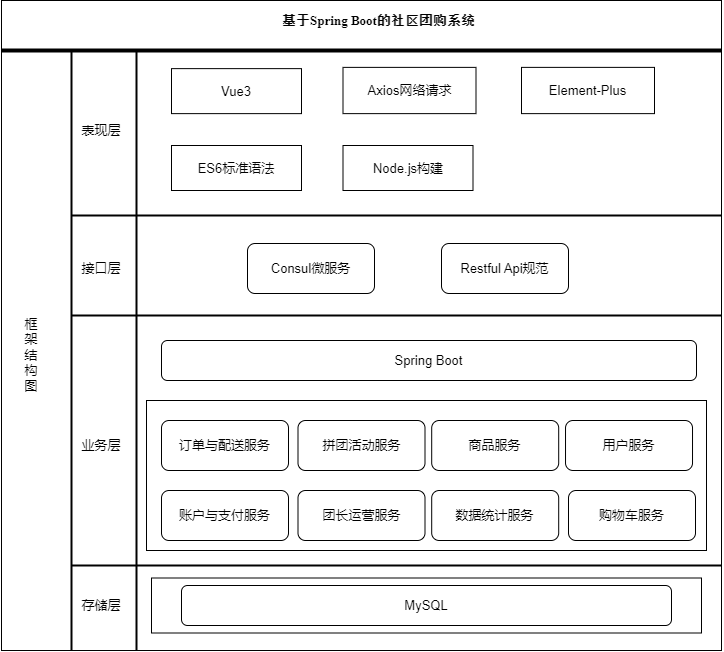 基于Spring Boot的社区团购系统
框架结构图
表现层
Vue3
Axios网络请求
Element-Plus
ES6标准语法
Node.js构建
接口层
Consul微服务
Restful Api规范
业务层
Spring Boot
订单与配送服务
拼团活动服务
商品服务
用户服务
账户与支付服务
团长运营服务
数据统计服务
购物车服务
存储层
MySQL